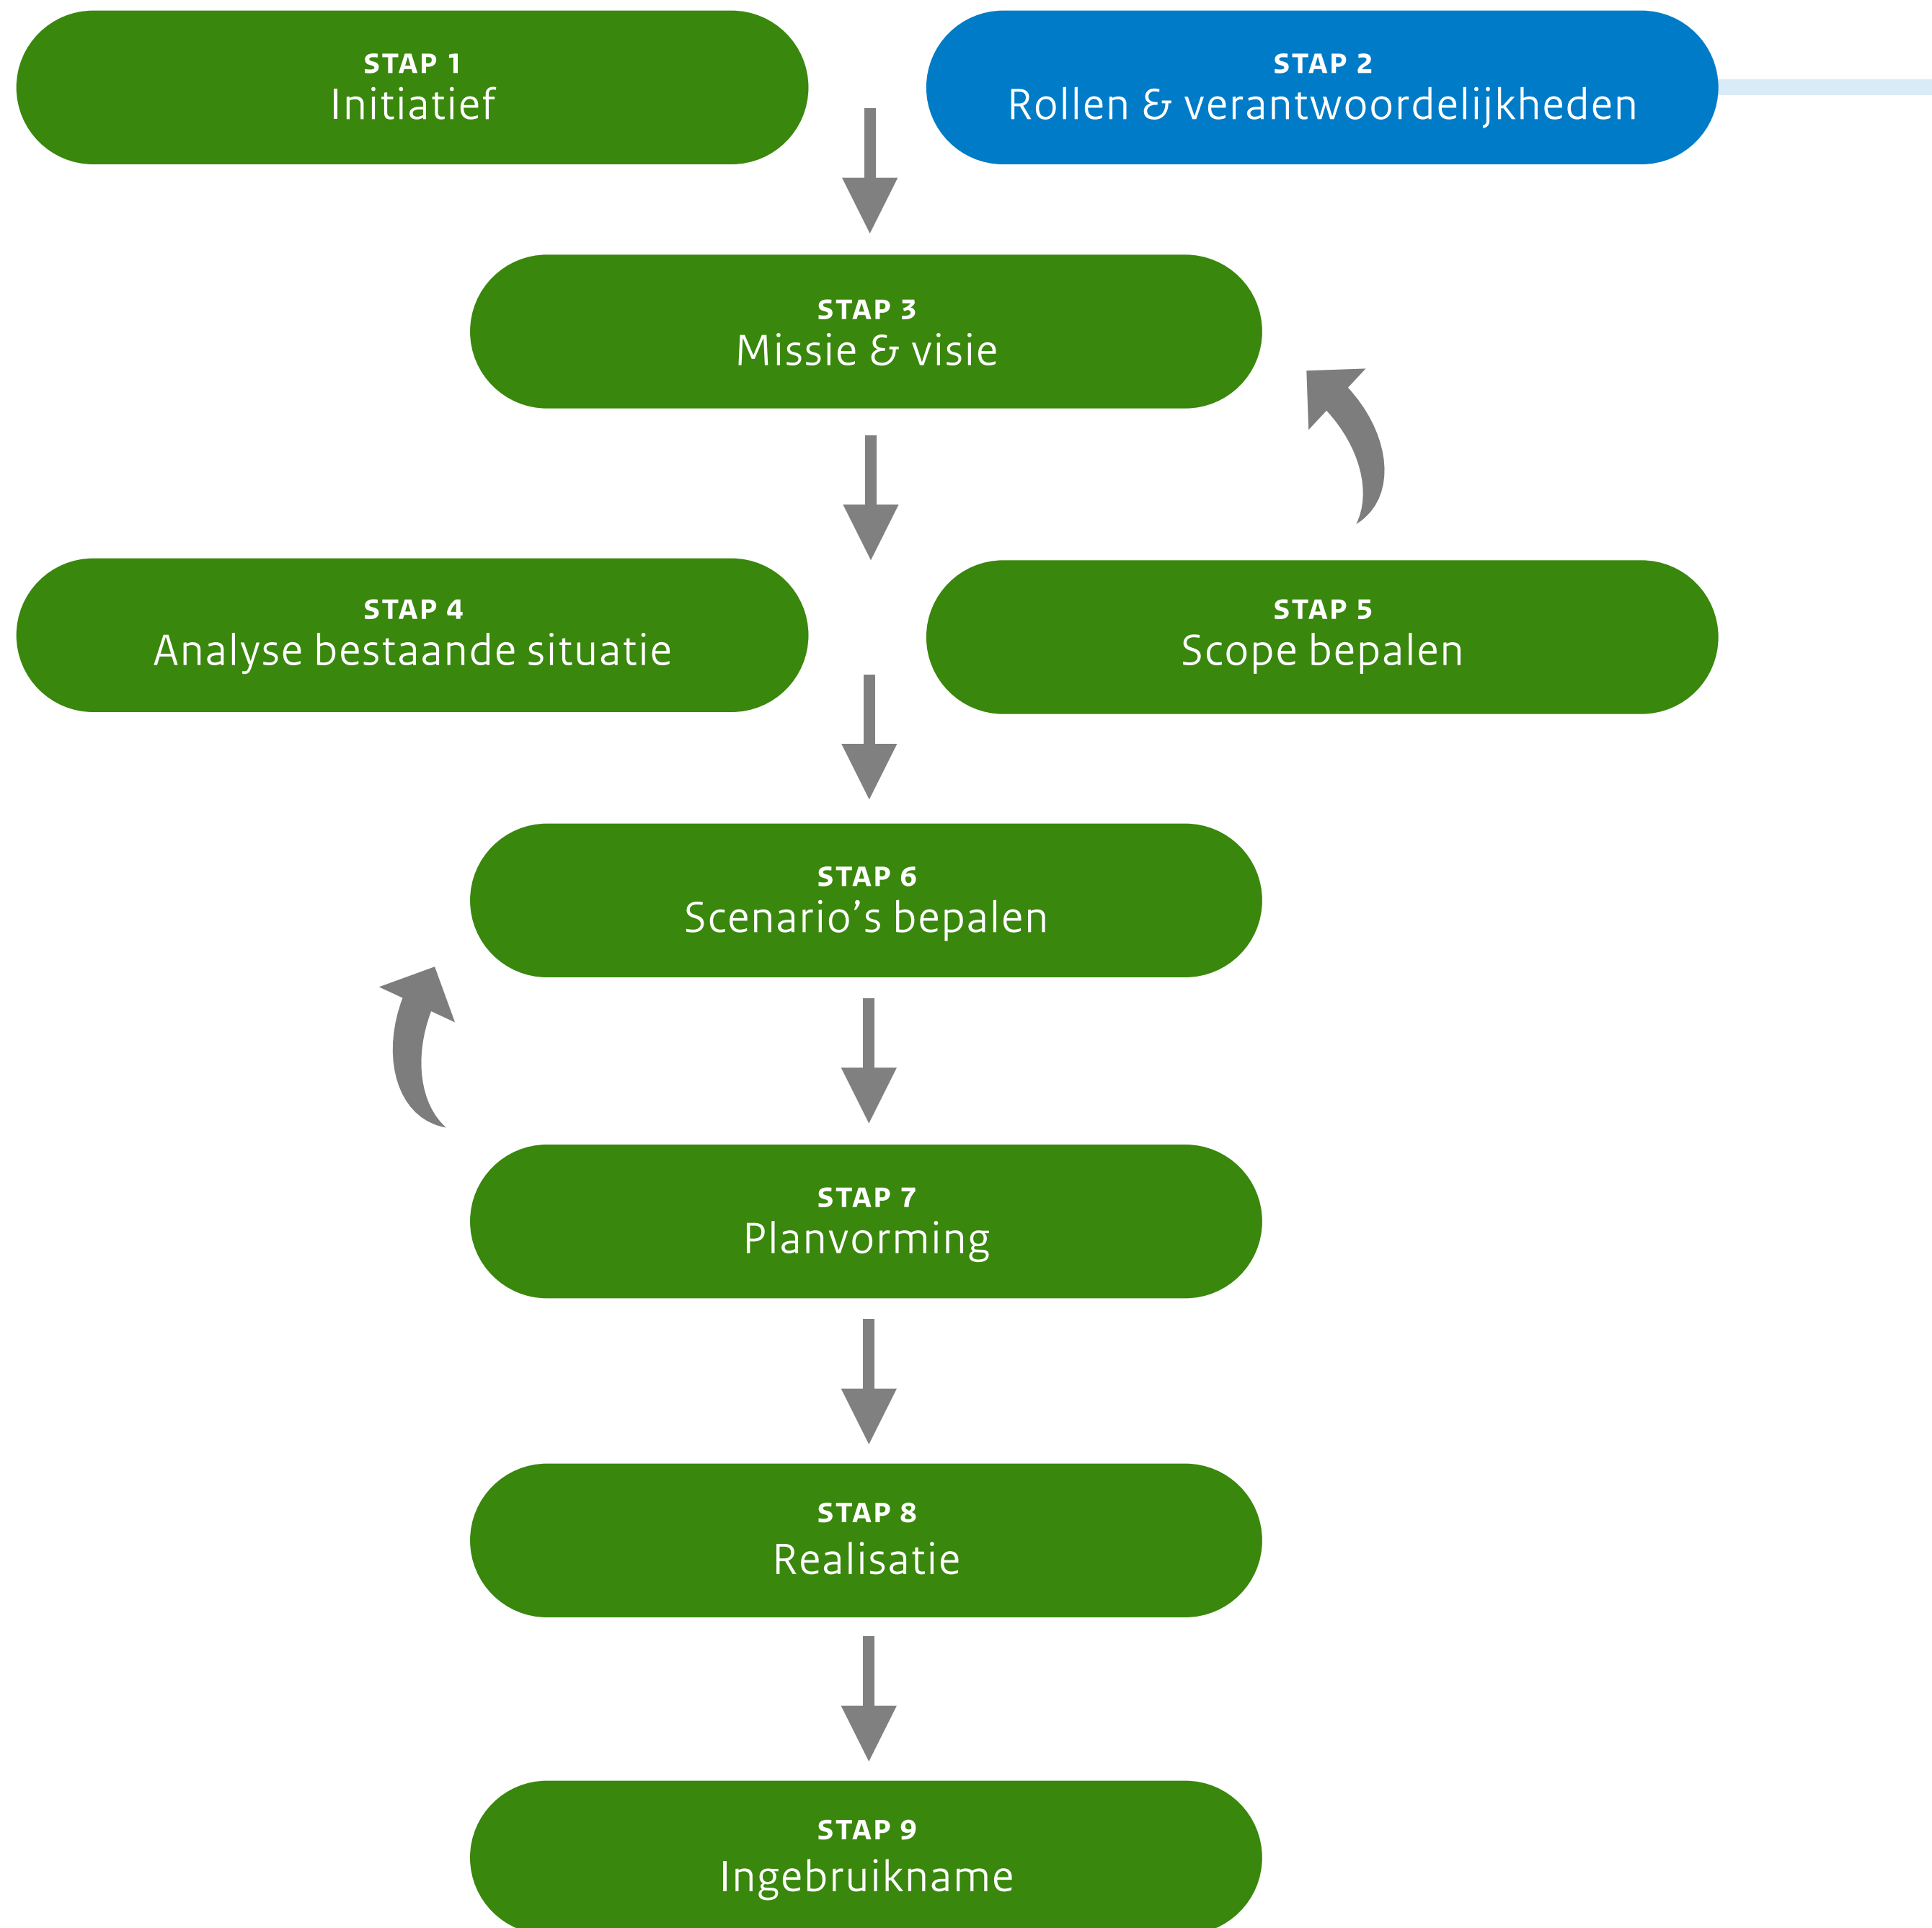 STAP 1
Initiatief
STAP 2
Rollen & verantwoordelijkheden
STAP 3
Missie & visie
STAP 4
Analyse bestaande situatie
STAP 5
Scope bepalen
STAP 6
Scenario’s bepalen
STAP 7
Planvorming
STAP 8
Realisatie
STAP 9
Ingebruikname